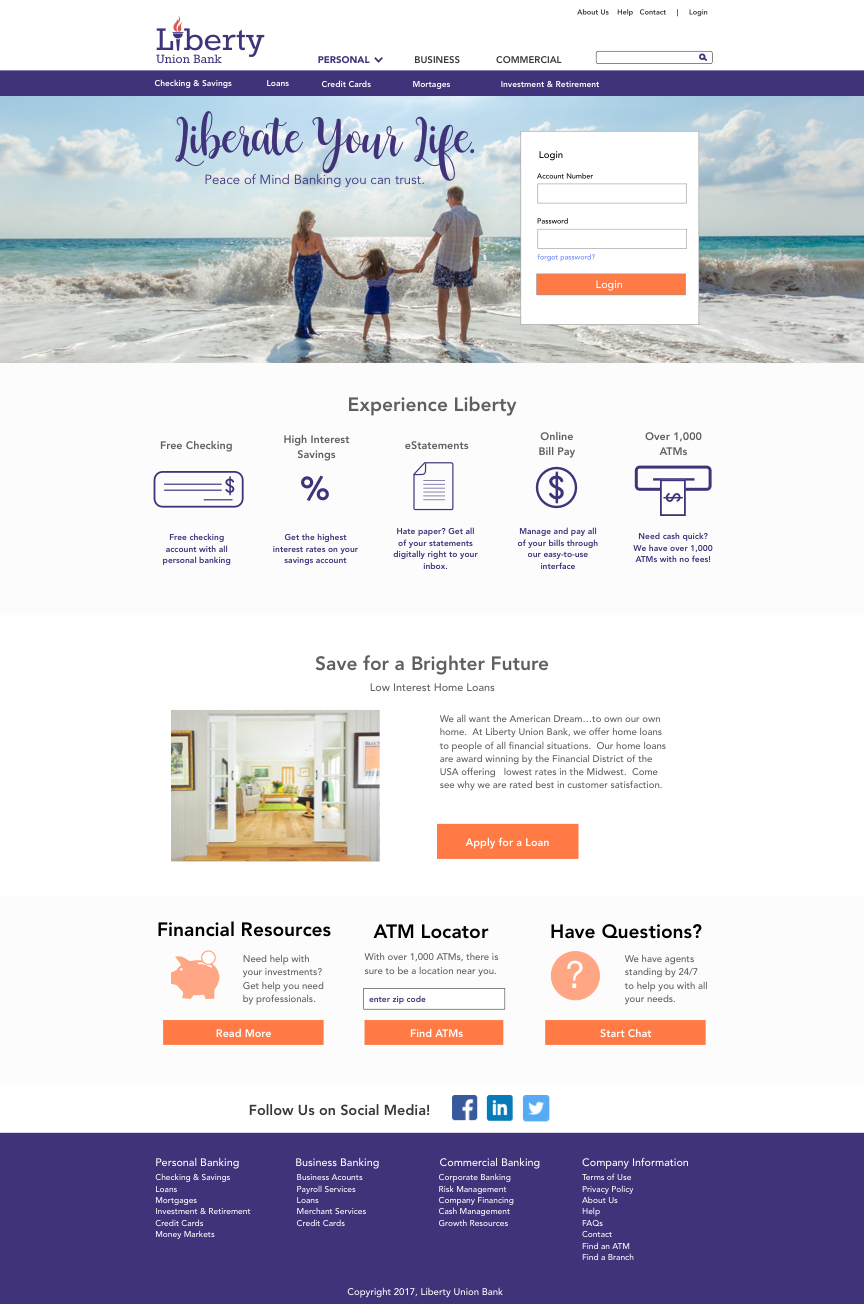 About Us Help Contact | Login
Liberty
Union Bank
PERSONAL BUSINESS COMMERCIAL
Checking & Savings Loans Credit Cards Mortages Investment & Retirement
Liberate Your Life.
Peace of Mind Banking you can trust.
Login
Account Number
Password
forgot password?
Login
Experience Liberty
Free Checking
$
Free checking
account with all
personal banking
High Interest
Savings
%
Get the highest
interest rates on your
savings account
eStatements
Hate paper? Get all
of your statements
digitally right to your
inbox.
Online
Bill Pay
$
Manage and pay all
of your bills through
our easy-to-use
interface
Over 1,000
ATMs
$
Need cash quick?
We have over 1,000
ATMs with no fees!
Save for a Brighter Future
Low Interest Home Loans
We all want the American Dream...to own our own
home. At Liberty Union Bank, we offer home loans
to people of all financial situations. Our home loans
are award winning by the Financial District of the
USA offering lowest rates in the Midwest. Come
see why we are rated best in customer satisfaction.
Apply for a Loan
Financial Resources
Need help with
your investments?
Get help you need
by professionals.
Read More
ATM Locator
With over 1,000 ATMs, there is
sure to be a location near you.
enter zip code
Find ATMs
Have Questions?
?
We have agents
standing by 24/7
to help you with all
your needs.
Start Chat
Follow Us on Social Media!
f
in
Personal Banking
Checking & Savings
Loans
Mortgages
Investment & Retirement
Credit Cards
Money Markets
Business Banking
Business Acounts
Payroll Services
Loans
Merchant Services
Credit Cards
Commercial Banking
Corporate Banking
Risk Management
Company Financing
Cash Management
Growth Resources
Company Information
Terms of Use
Privacy Policy
About Us
Help
FAQs
Contact
Find an ATM
Find a Branch
Copyright 2017, Liberty Union Bank